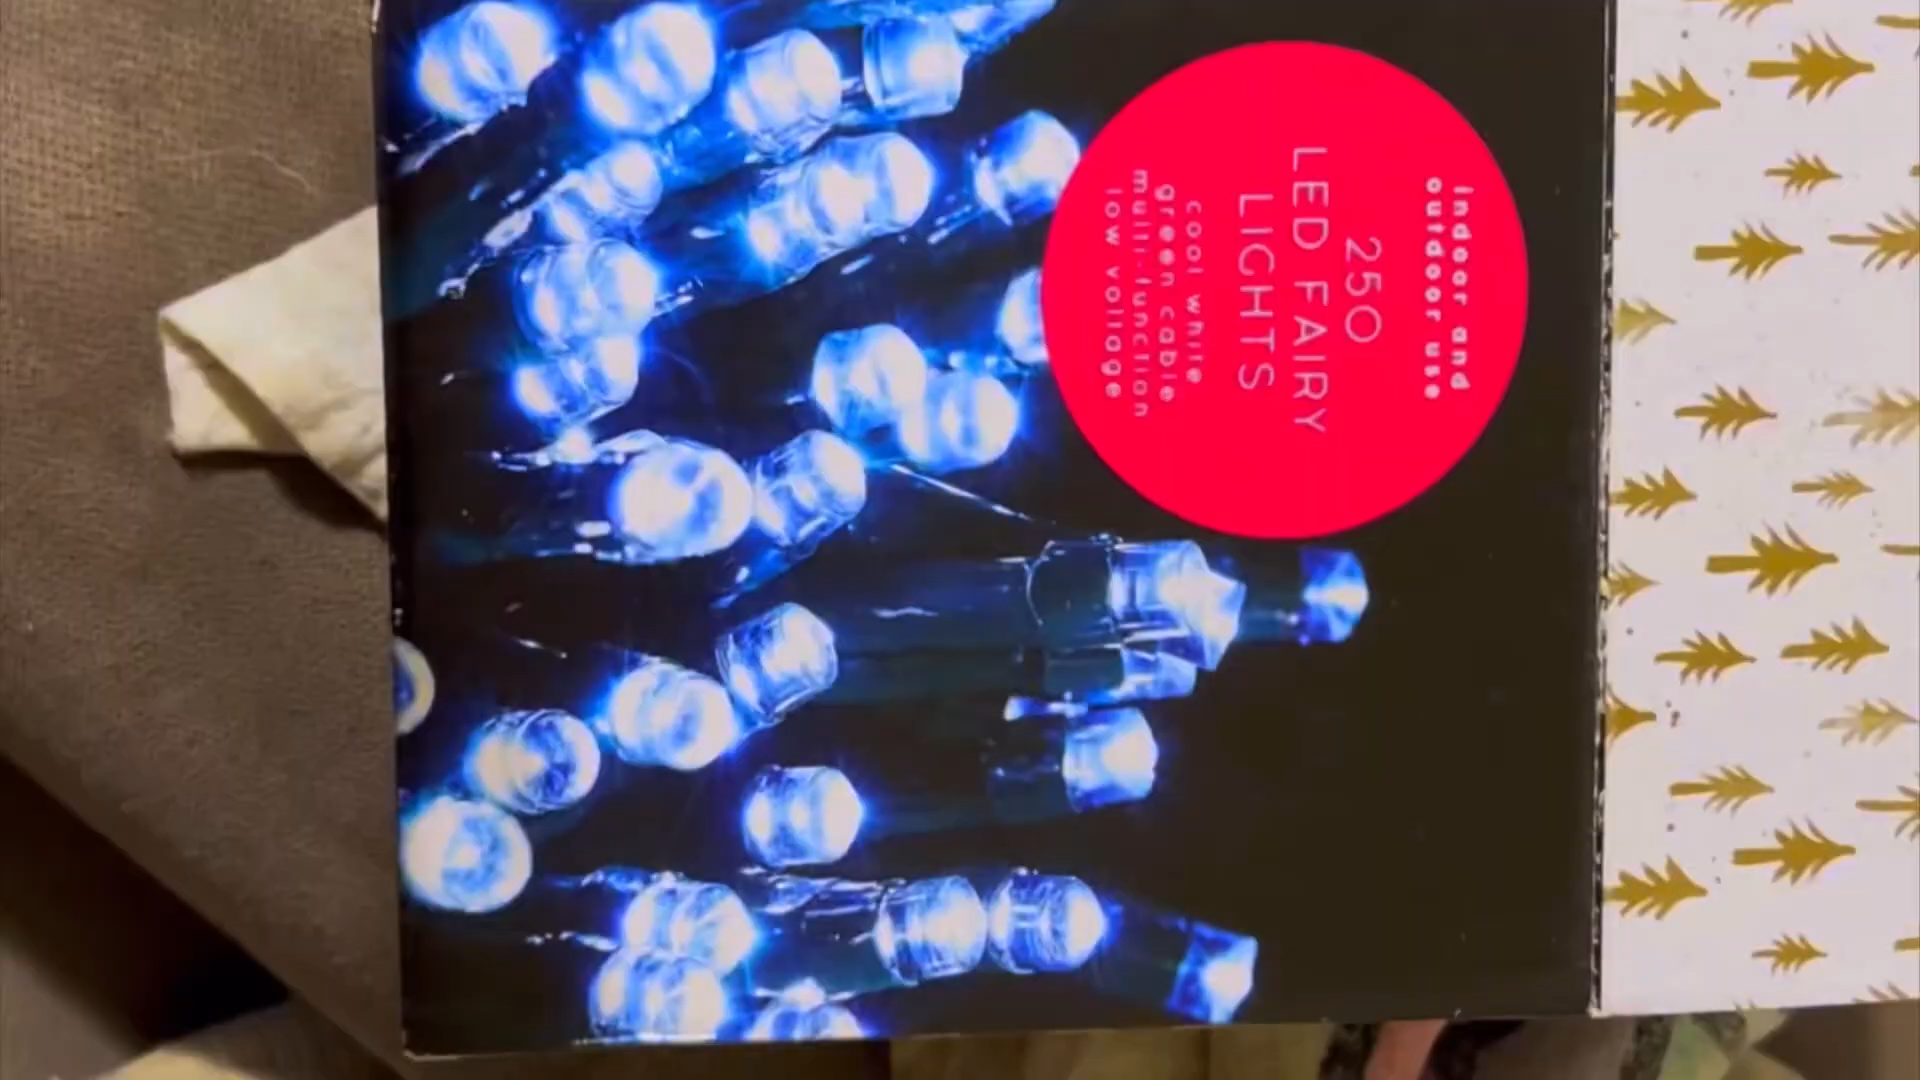 indoor and
outdoor use
250
LED FAIRY
LIGHTS
cool white
green cable
multi-function
low voltage